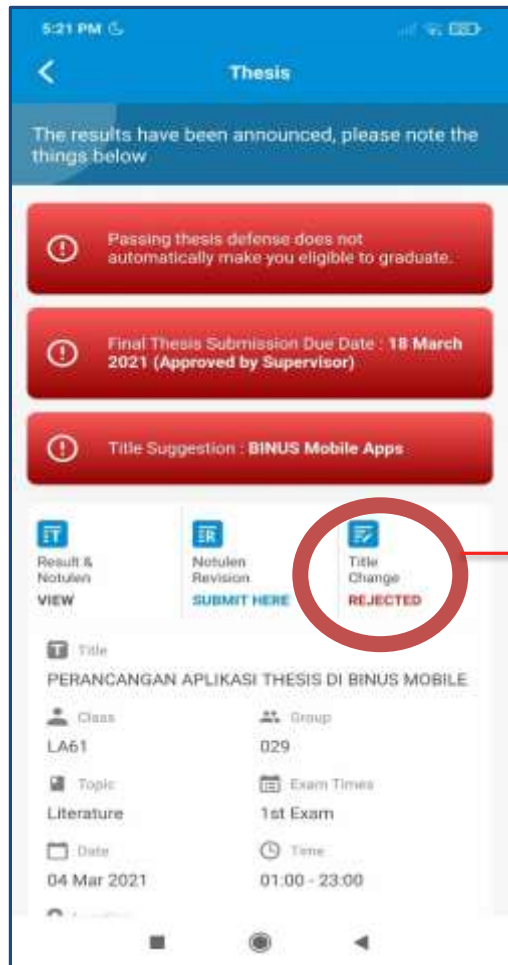 5:21 PM
Thesis
The results have been announced, please note the
things below
Passing thesis defense does not
automatically make you eligible to graduate.
Final Thesis Submission Due Date : 18 March
2021 (Approved by Supervisor)
Title Suggestion : BINUS Mobile Apps
Result &
Notulen
VIEW
Notulen
Revision
SUBMIT HERE
Title
Change
REJECTED
Title
PERANCANGAN APLIKASI THESIS DI BINUS MOBILE
Class
Group
LA61
029
Topic
Exam Times
Literature
1st Exam
Date
Time
04 Mar 2021
01:00 - 23:00